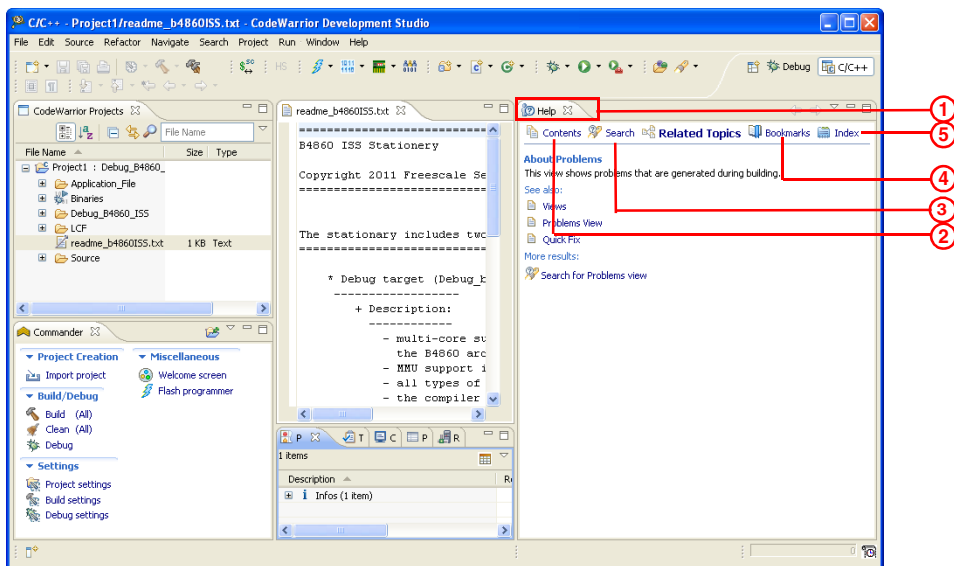 C/C++ - Project1/readme_b4860ISS.txt - CodeWarrior Development Studio
File Edit Source Refactor Navigate Search Project Run Window Help
HS
Debug C/C++
CodeWarrior Projects
File Name
File Name Size Type
Project1 : Debug_B4860_
Application_File
Binaries
Debug_B4860_ISS
LCF
readme_b4860ISS.txt 1 KB Text
Source
Commander
Project Creation
Import project
Build/Debug
Build (All)
Clean (All)
Debug
Settings
Project settings
Build settings
Debug settings
Miscellaneous
Welcome screen
Flash programmer
readme_b4860ISS.txt
==================
B4860 ISS Stationery
Copyright 2011 Freescale Se
==================
The stationary includes two
==================
* Debug target (Debug_b
------------------
+ Description:
------------
- multi-core su
the B4860 arc
- MMU support i
- all types of
- the compiler
P T C P R
1 items
Description
Infos (1 item)
Help
Contents Search Related Topics Bookmarks Index
About Problems
This view shows problems that are generated during building.
See also:
Views
Problems View
Quick Fix
More results:
Search for Problems view
1
5
4
3
2
0